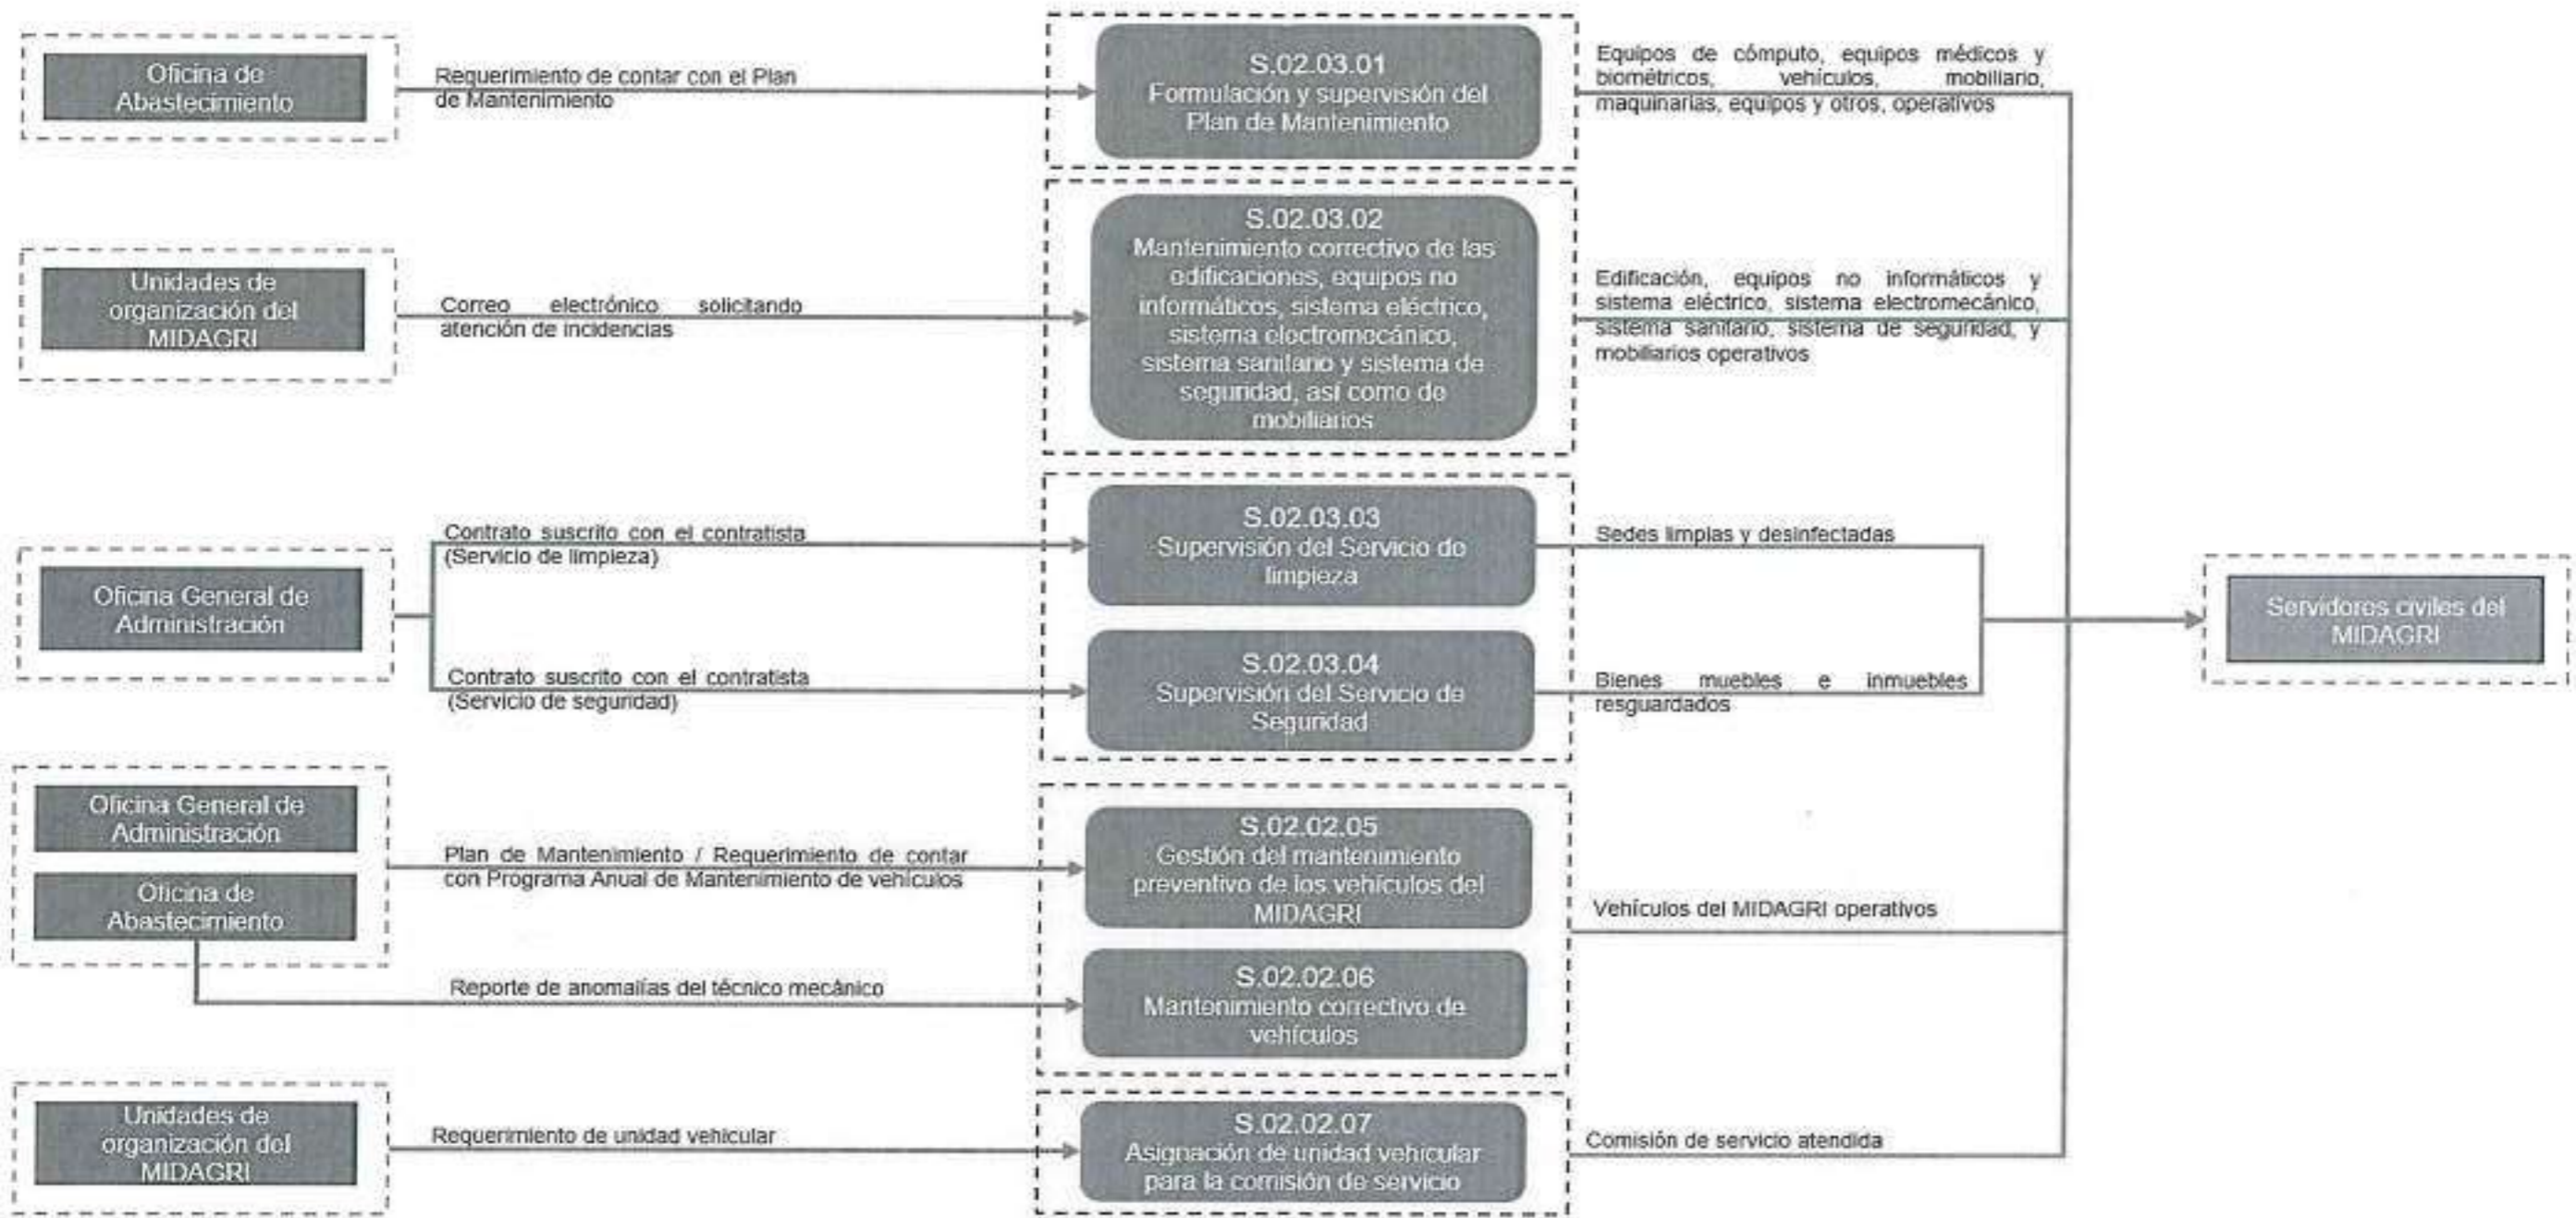 Oficina de
Abastecimiento
Requerimiento de contar con el Plan
de Mantenimiento
S.02.03.01
Formulación y supervisión del
Plan de Mantenimiento
Equipos de cómputo, equipos médicos y
biométricos, vehículos, mobiliario,
maquinarias, equipos y otros, operativos
Unidades de
organización del
MIDAGRI
Correo electrónico solicitando
atención de incidencias
S.02.03.02
Mantenimiento correctivo de las
edificaciones, equipos no
informáticos, sistema eléctrico,
sistema electromecánico,
sistema sanitario y sistema de
seguridad, así como de
mobiliarios
Edificación, equipos no informáticos y
sistema eléctrico, sistema electromecánico,
sistema sanitario, sistema de seguridad, y
mobiliarios operativos
Oficina General de
Administración
Contrato suscrito con el contratista
(Servicio de limpieza)
S.02.03.03
Supervisión del Servicio de
limpieza
Sedes limpias y desinfectadas
Contrato suscrito con el contratista
(Servicio de seguridad)
S.02.03.04
Supervisión del Servicio de
Seguridad
Bienes muebles e inmuebles
resguardados
Servidores civiles del
MIDAGRI
Oficina General de
Administración
Oficina de
Abastecimiento
Plan de Mantenimiento / Requerimiento de contar
con Programa Anual de Mantenimiento de vehículos
S.02.02.05
Gestión del mantenimiento
preventivo de los vehículos del
MIDAGRI
Vehículos del MIDAGRI operativos
Reporte de anomalías del técnico mecánico
S.02.02.06
Mantenimiento correctivo de
vehículos
Unidades de
organización del
MIDAGRI
Requerimiento de unidad vehicular
S.02.02.07
Asignación de unidad vehicular
para la comisión de servicio
Comisión de servicio atendida